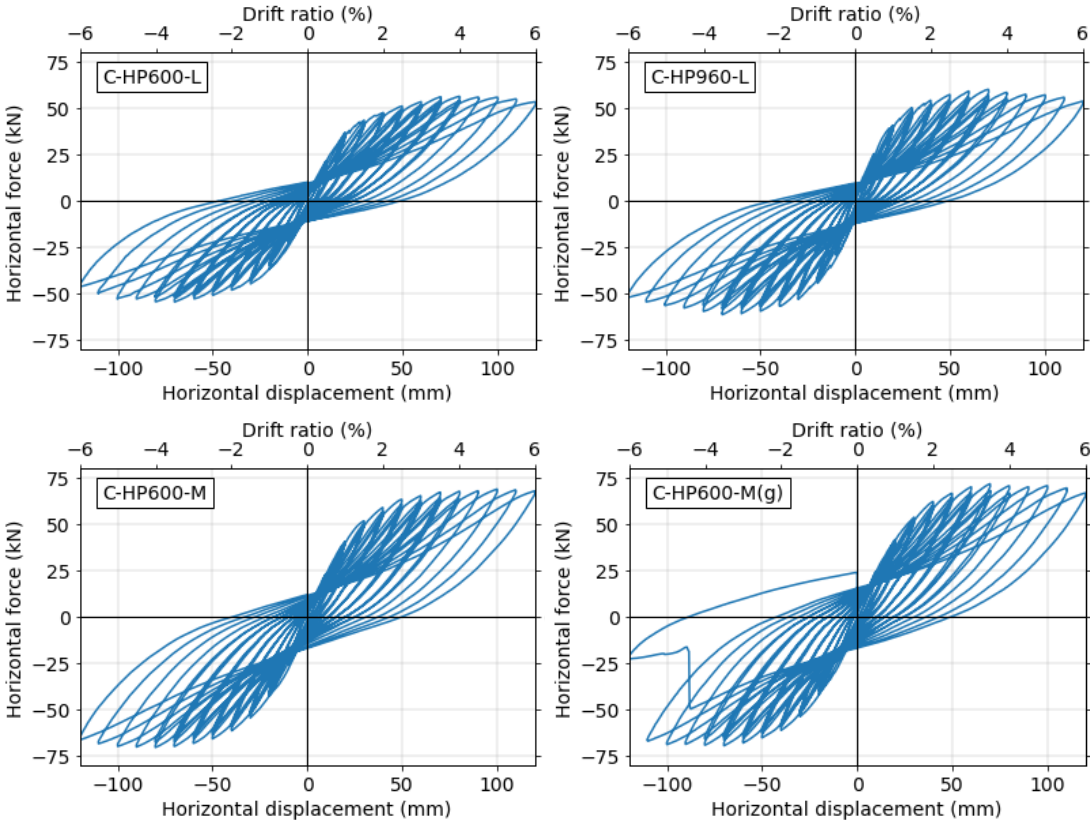 Drift ratio (%)
−6 −4 −2 0 2 4 6
C-HP600-L
Horizontal force (kN)
75
50
25
0
−25
−50
−75
−100 −50 0 50 100
Horizontal displacement (mm)
Drift ratio (%)
−6 −4 −2 0 2 4 6
C-HP960-L
Horizontal force (kN)
75
50
25
0
−25
−50
−75
−100 −50 0 50 100
Horizontal displacement (mm)
Drift ratio (%)
−6 −4 −2 0 2 4 6
C-HP600-M
Horizontal force (kN)
75
50
25
0
−25
−50
−75
−100 −50 0 50 100
Horizontal displacement (mm)
Drift ratio (%)
−6 −4 −2 0 2 4 6
C-HP600-M(g)
Horizontal force (kN)
75
50
25
0
−25
−50
−75
−100 −50 0 50 100
Horizontal displacement (mm)